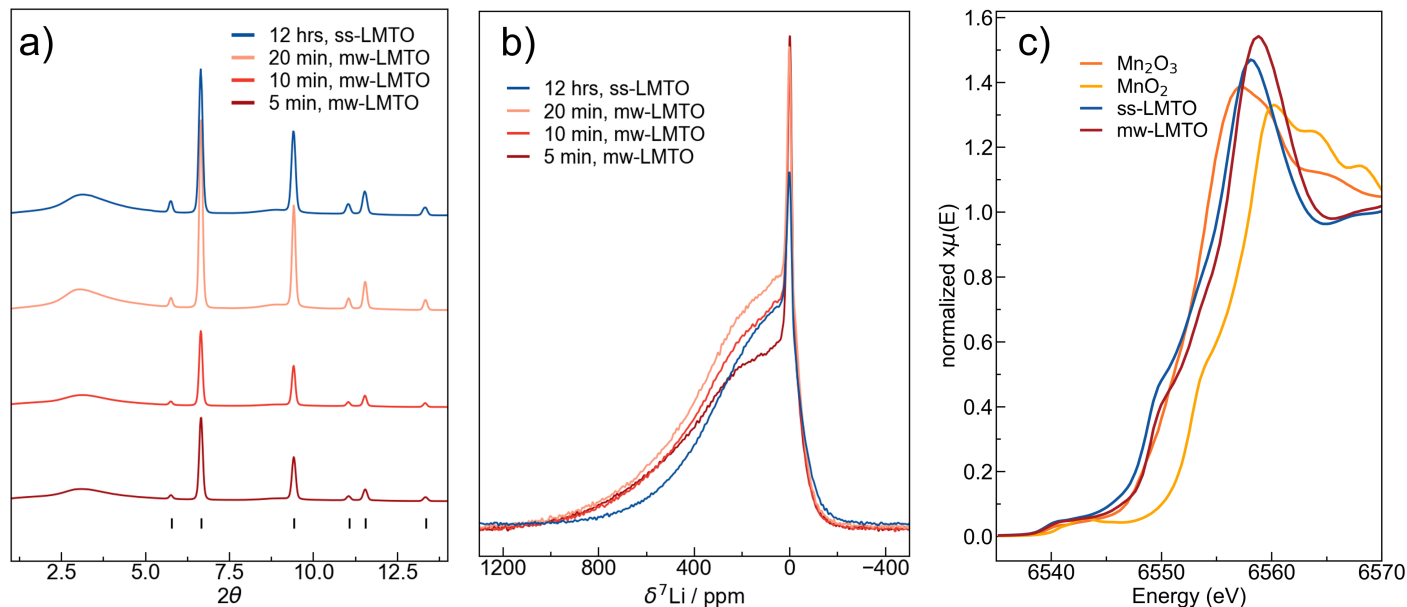 a)
12 hrs, ss-LMTO
20 min, mw-LMTO
10 min, mw-LMTO
5 min, mw-LMTO
2.5 5.0 7.5 10.0 12.5
2θ
b)
12 hrs, ss-LMTO
20 min, mw-LMTO
10 min, mw-LMTO
5 min, mw-LMTO
1200 800 400 0 −400
δ⁷Li / ppm
c)
Mn₂O₃
MnO₂
ss-LMTO
mw-LMTO
normalized xμ(E)
1.6
1.4
1.2
1.0
0.8
0.6
0.4
0.2
0.0
6540 6550 6560 6570
Energy (eV)